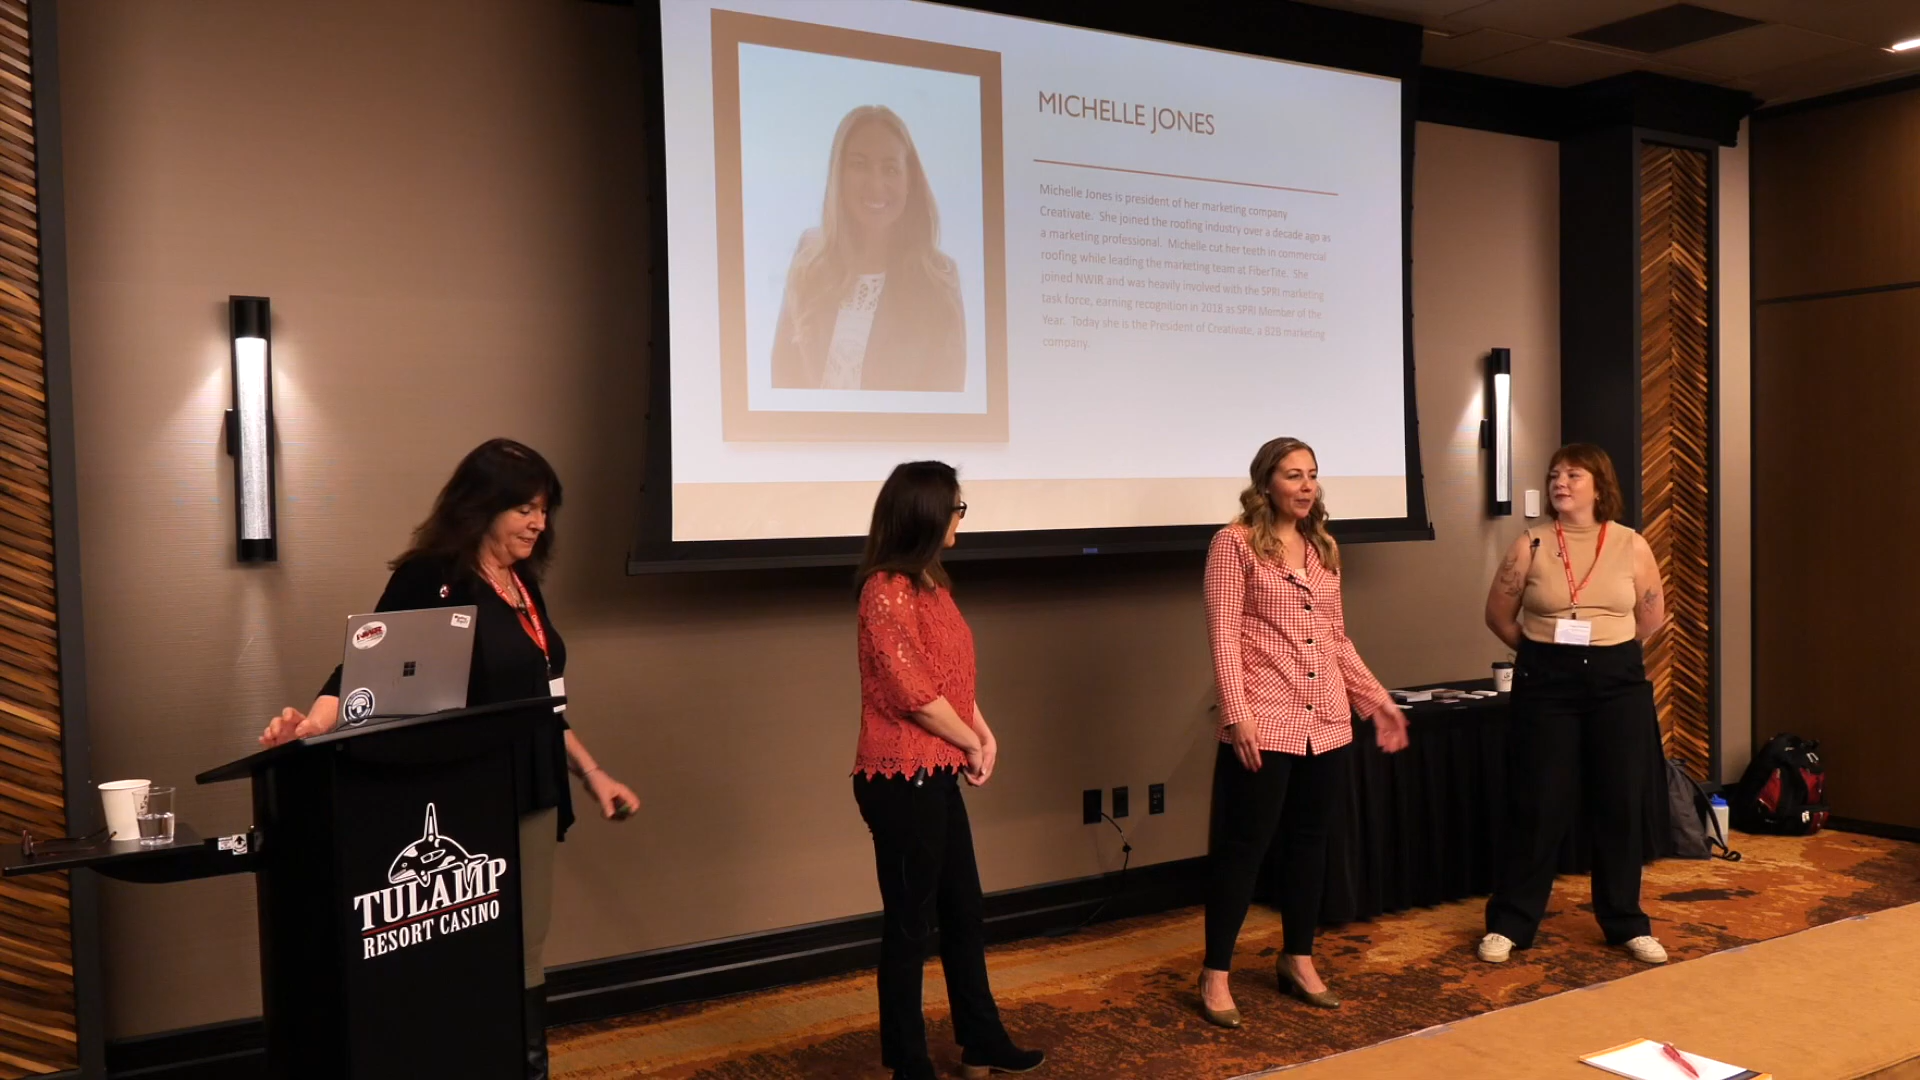 MICHELLE JONES
Michelle Jones is president of her marketing company
Creativate. She joined the roofing industry over a decade ago as
a marketing professional. Michelle cut her teeth in commercial
roofing while leading the marketing team at FiberTite. She
joined NWIR and was heavily involved with the SPRI marketing
task force, earning recognition in 2018 as SPRI Member of the
Year. Today she is the President of Creativate, a B2B marketing
company.
TULALIP
RESORT CASINO